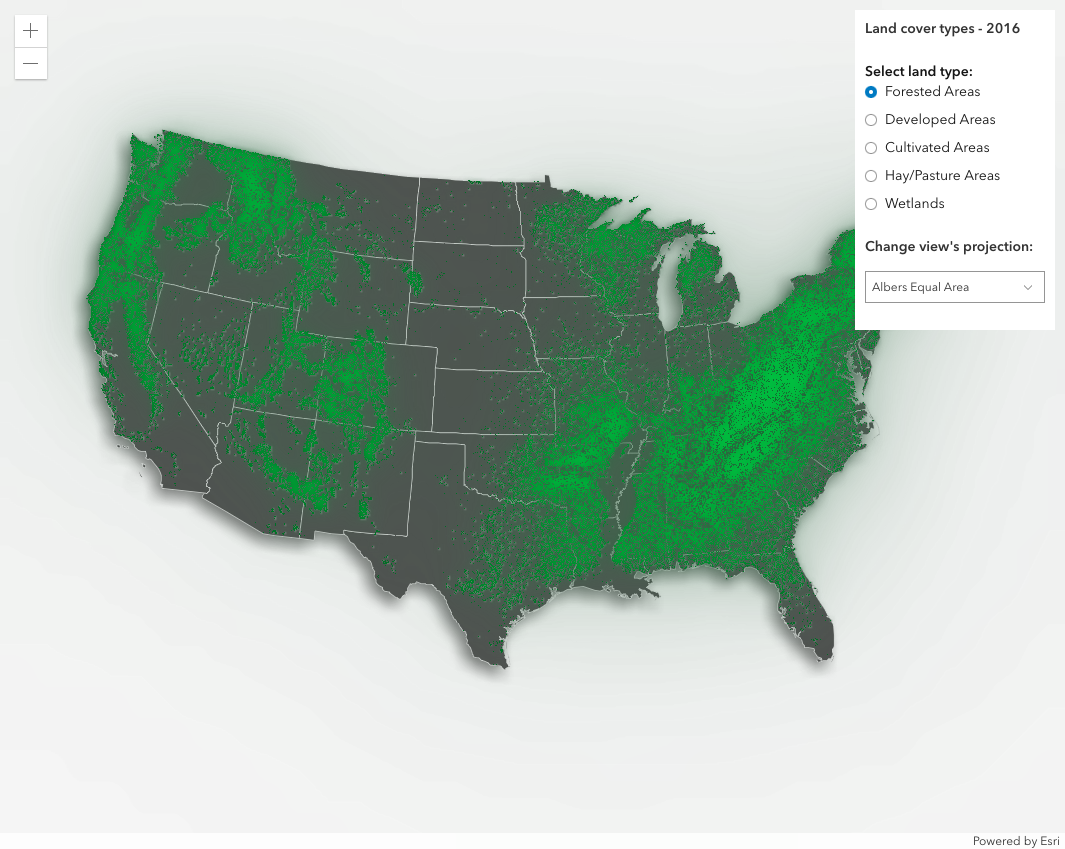 Land cover types - 2016
Select land type:
Forested Areas
Developed Areas
Cultivated Areas
Hay/Pasture Areas
Wetlands
Change view's projection:
Albers Equal Area
Powered by Esri